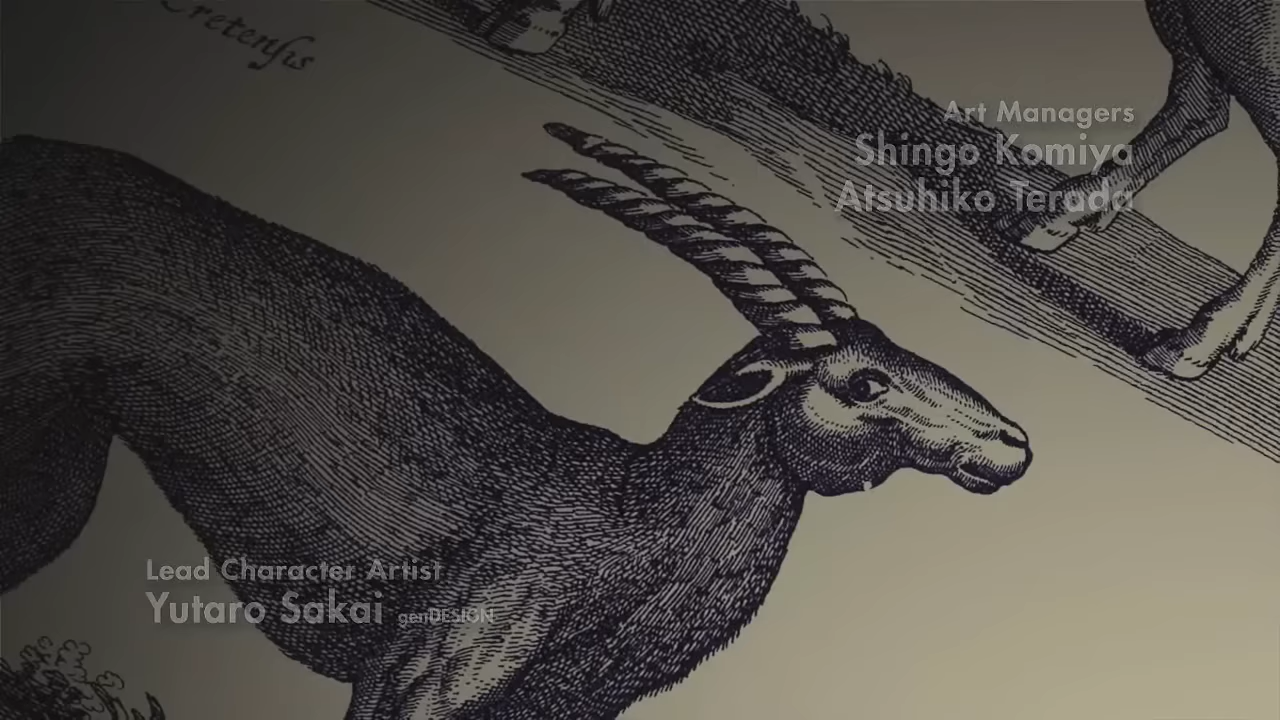 Cretenſis
Art Managers
Shingo Komiya
Atsuhiko Terada
Lead Character Artist
Yutaro Sakai genDESIGN